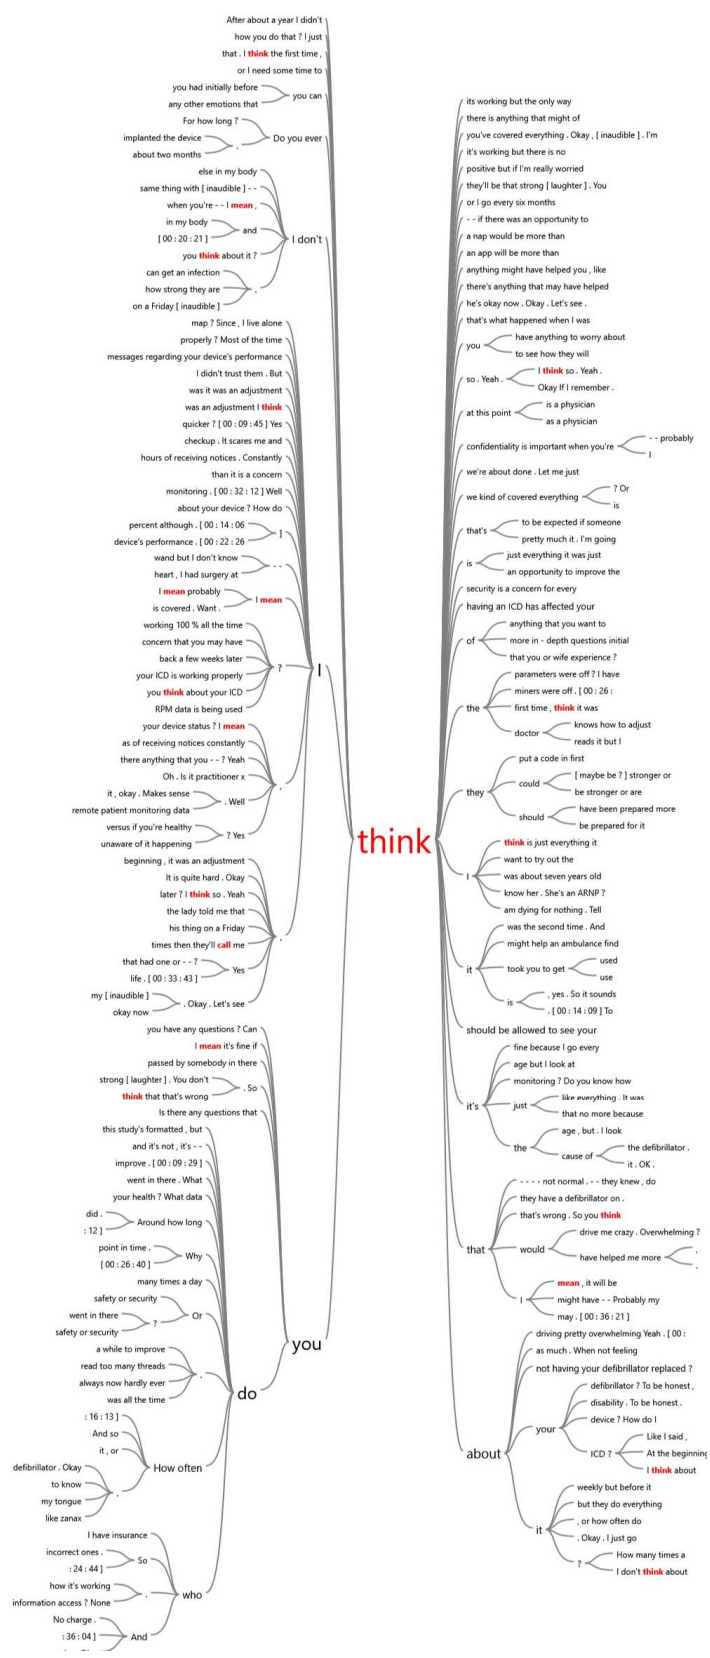 After about a year I didn't
how you do that ? I just
that . I think the first time ,
or I need some time to
you had initially before
any other emotions that
you can
For how long ?
implanted the device
about two months
.
Do you ever
else in my body
same thing with [ inaudible ] - -
when you're - - I mean ,
in my body
[ 00 : 20 : 21 ]
and
you think about it ?
can get an infection
how strong they are
on a Friday [ inaudible ]
.
I don't
map ? Since , I live alone
properly ? Most of the time
messages regarding your device's performance
I didn't trust them . But
was it was an adjustment
was an adjustment I think
quicker ? [ 00 : 09 : 45 ] Yes
checkup . It scares me and
hours of receiving notices . Constantly
than it is a concern
monitoring . [ 00 : 32 : 12 ] Well
about your device ? How do
percent although . [ 00 : 14 : 06
device's performance . [ 00 : 22 : 26
]
wand but I don't know
heart , I had surgery at
- -
I mean probably
is covered . Want .
I mean
working 100 % all the time
concern that you may have
back a few weeks later
your ICD is working properly
you think about your ICD
RPM data is being used
?
I
your device status ? I mean
as of receiving notices constantly
there anything that you - - ? Yeah
Oh . Is it practitioner x
it , okay . Makes sense
remote patient monitoring data
. Well
versus if you're healthy
unaware of it happening
? Yes
.
beginning , it was an adjustment
It is quite hard . Okay
later ? I think so . Yeah
the lady told me that
his thing on a Friday
times then they'll call me
that had one or - - ?
life . [ 00 : 33 : 43 ]
Yes
my [ inaudible ]
okay now
. Okay . Let's see
.
you have any questions ? Can
I mean it's fine if
passed by somebody in there
strong [ laughter ] . You don't
think that that's wrong
. So
Is there any questions that
you
this study's formatted , but
and it's not , it's - -
improve . [ 00 : 09 : 29 ]
went in there . What
your health ? What data
did .
: 12 ]
Around how long
point in time .
[ 00 : 26 : 40 ]
Why
many times a day
safety or security
went in there
safety or security
?
Or
a while to improve
read too many threads
always now hardly ever
was all the time
.
do
: 16 : 13 ]
And so
it , or
defibrillator . Okay
to know
my tongue
like zanax
.
How often
I have insurance
incorrect ones .
: 24 : 44 ]
So
how it's working
information access ? None
.
who
No charge .
: 36 : 04 ]
And
think
its working but the only way
there is anything that might of
you've covered everything . Okay , [ inaudible ] . I'm
it's working but there is no
positive but if I'm really worried
they'll be that strong [ laughter ] . You
or I go every six months
- - if there was an opportunity to
a nap would be more than
an app will be more than
anything might have helped you , like
there's anything that may have helped
he's okay now . Okay . Let's see .
that's what happened when I was
you
have anything to worry about
to see how they will
so . Yeah .
I think so . Yeah .
Okay If I remember .
at this point
is a physician
as a physician
confidentiality is important when you're
- - probably
I
we're about done . Let me just
we kind of covered everything
? Or
is
that's
to be expected if someone
pretty much it . I'm going
is
just everything it was just
an opportunity to improve the
security is a concern for every
having an ICD has affected your
of
anything that you want to
more in - depth questions initial
that you or wife experience ?
the
parameters were off ? I have
miners were off . [ 00 : 26 :
first time , think it was
doctor
knows how to adjust
reads it but I
they
put a code in first
could
[ maybe be ? ] stronger or
be stronger or are
should
have been prepared more
be prepared for it
I
think is just everything it
want to try out the
was about seven years old
know her . She's an ARNP ?
am dying for nothing . Tell
it
was the second time . And
might help an ambulance find
took you to get
used
use
is
, yes . So it sounds
. [ 00 : 14 : 09 ] To
should be allowed to see your
it's
fine because I go every
age but I look at
monitoring ? Do you know how
just
like everything . It was
that no more because
the
age , but . I look
cause of
the defibrillator .
it . OK .
that
- - - - not normal . - - they knew , do
they have a defibrillator on .
that's wrong . So you think
would
drive me crazy . Overwhelming ?
have helped me more
,
.
I
mean , it will be
might have - - Probably my
may . [ 00 : 36 : 21 ]
about
driving pretty overwhelming Yeah . [ 00 :
as much . When not feeling
not having your defibrillator replaced ?
your
defibrillator ? To be honest ,
disability . To be honest .
device ? How do I
ICD ?
Like I said ,
At the beginning
I think about
it
weekly but before it
but they do everything
, or how often do
. Okay . I just go
?
How many times a
I don't think about